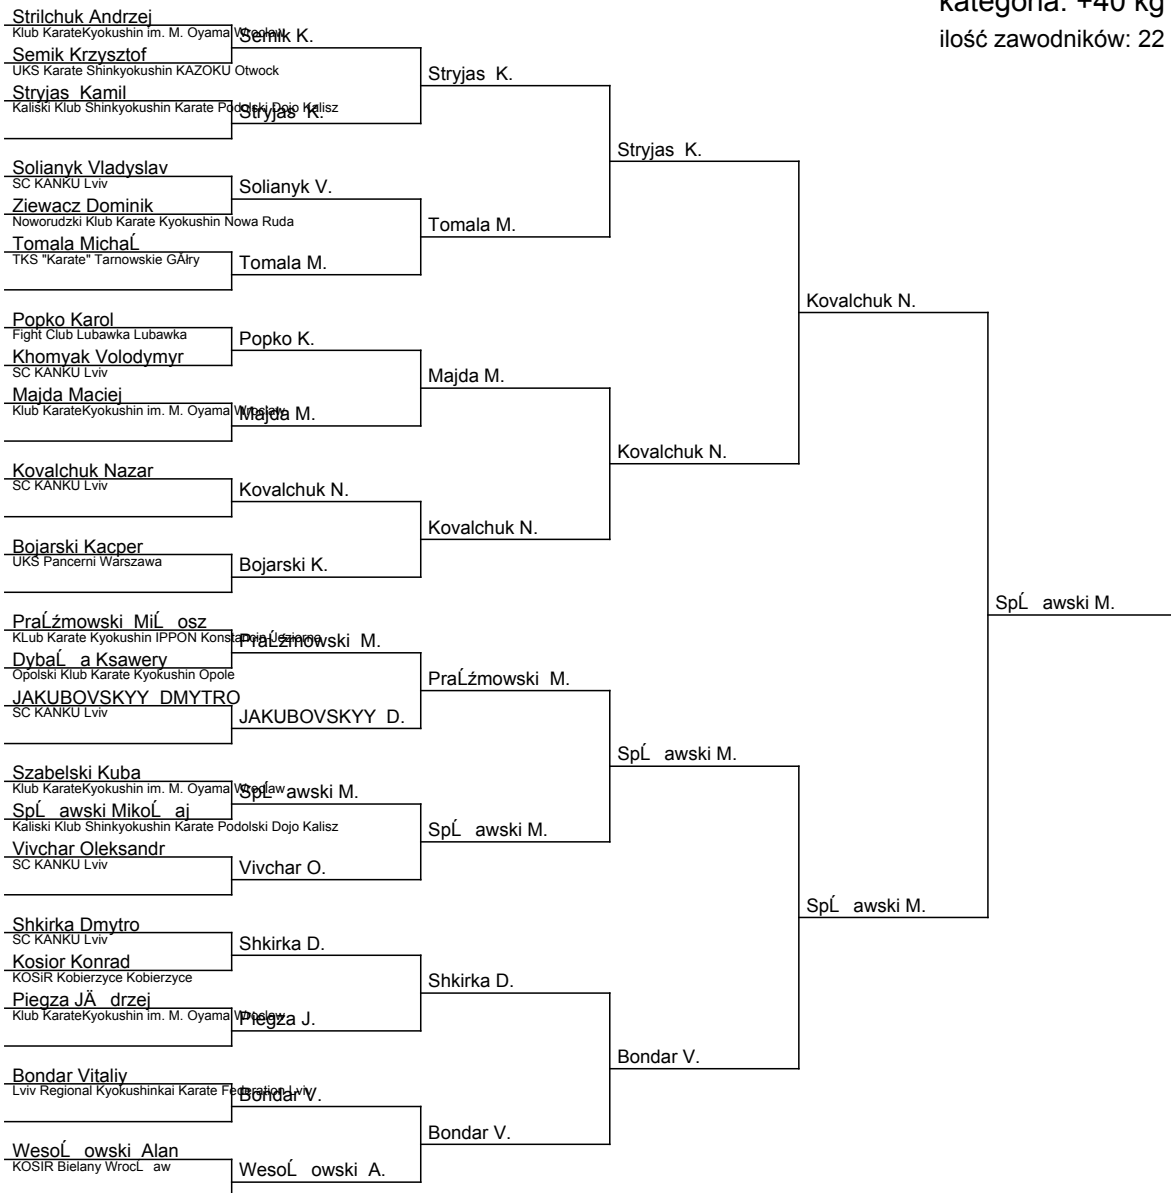 kategoria: +40 kg
ilość zawodników: 22
Strilchuk Andrzej
Klub KarateKyokushin im. M. Oyama Wrocław
Semik K.
Semik Krzysztof
UKS Karate Shinkyokushin KAZOKU Otwock
Stryjas K.
Stryjas Kamil
Kaliski Klub Shinkyokushin Karate Podolski Dojo Kalisz
Stryjas K.
Stryjas K.
Solianyk Vladyslav
SC KANKU Lviv
Solianyk V.
Ziewacz Dominik
Noworudzki Klub Karate Kyokushin Nowa Ruda
Tomala M.
Tomala MichaĹ
TKS "Karate" Tarnowskie GĂłry
Tomala M.
Kovalchuk N.
Popko Karol
Fight Club Lubawka Lubawka
Popko K.
Khomyak Volodymyr
SC KANKU Lviv
Majda M.
Majda Maciej
Klub KarateKyokushin im. M. Oyama Wrocław
Majda M.
Kovalchuk N.
Kovalchuk Nazar
SC KANKU Lviv
Kovalchuk N.
Kovalchuk N.
Bojarski Kacper
UKS Pancerni Warszawa
Bojarski K.
SpĹ awski M.
PraĹźmowski MiĹ osz
KLub Karate Kyokushin IPPON Konstancin Jeziorna
PraĹźmowski M.
DybaĹ a Ksawery
Opolski Klub Karate Kyokushin Opole
PraĹźmowski M.
JAKUBOVSKYY DMYTRO
SC KANKU Lviv
JAKUBOVSKYY D.
SpĹ awski M.
Szabelski Kuba
Klub KarateKyokushin im. M. Oyama Wrocław
SpĹ awski M.
SpĹ awski MikoĹ aj
Kaliski Klub Shinkyokushin Karate Podolski Dojo Kalisz
SpĹ awski M.
Vivchar Oleksandr
SC KANKU Lviv
Vivchar O.
SpĹ awski M.
Shkirka Dmytro
SC KANKU Lviv
Shkirka D.
Kosior Konrad
KOSiR Kobierzyce Kobierzyce
Shkirka D.
Piegza JÄ drzej
Klub KarateKyokushin im. M. Oyama Wrocław
Piegza J.
Bondar V.
Bondar Vitaliy
Lviv Regional Kyokushinkai Karate Federation Lviv
Bondar V.
Bondar V.
WesoĹ owski Alan
KOSIR Bielany WrocĹ aw
WesoĹ owski A.